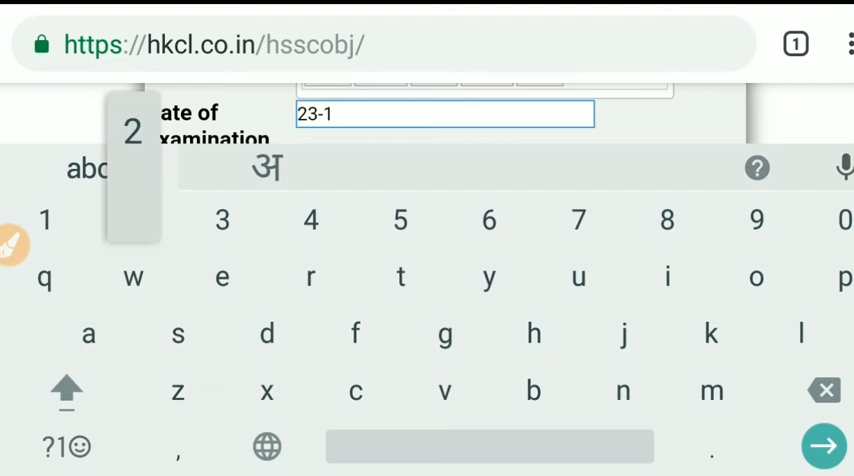 https://hkcl.co.in/hsscobj/
1
ate of
23-1
xamination
2
abc
अ
?
1 3 4 5 6 7 8 9 0
q w e r t y u i o p
a s d f g h j k l
z x c v b n m
?1☺ , .